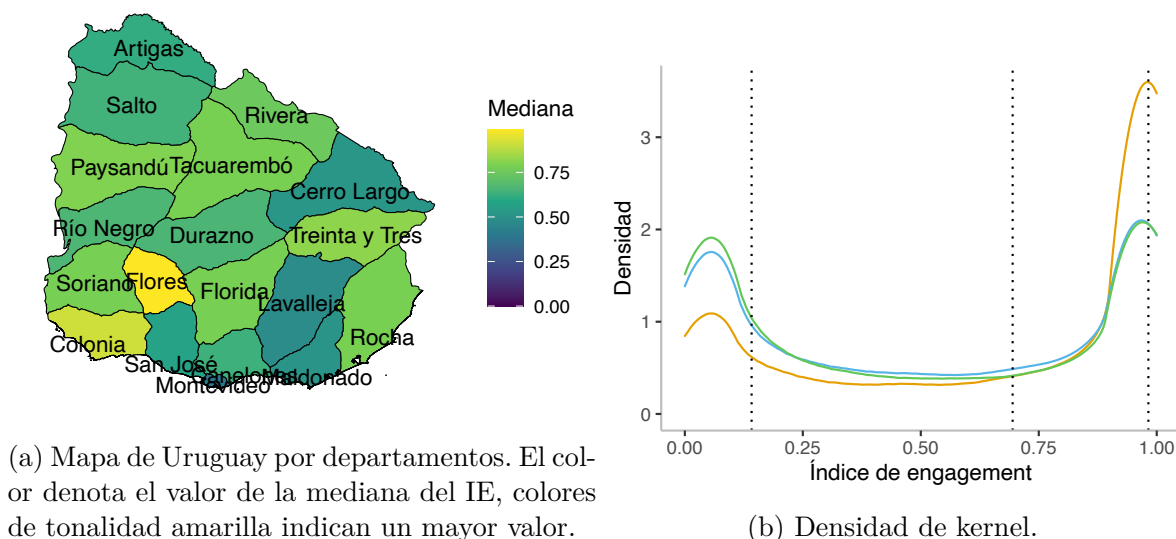 Artigas
Salto
Rivera
Paysandú
Tacuarembó
Cerro Largo
Río Negro
Durazno
Treinta y Tres
Soriano
Flores
Florida
Lavalleja
Colonia
Rocha
San José
Canelones
Maldonado
Montevideo
Mediana
0.75
0.50
0.25
0.00
(a) Mapa de Uruguay por departamentos. El col-
or denota el valor de la mediana del IE, colores
de tonalidad amarilla indican un mayor valor.
Densidad
3
2
1
0
0.00
0.25
0.50
0.75
1.00
Índice de engagement
(b) Densidad de kernel.